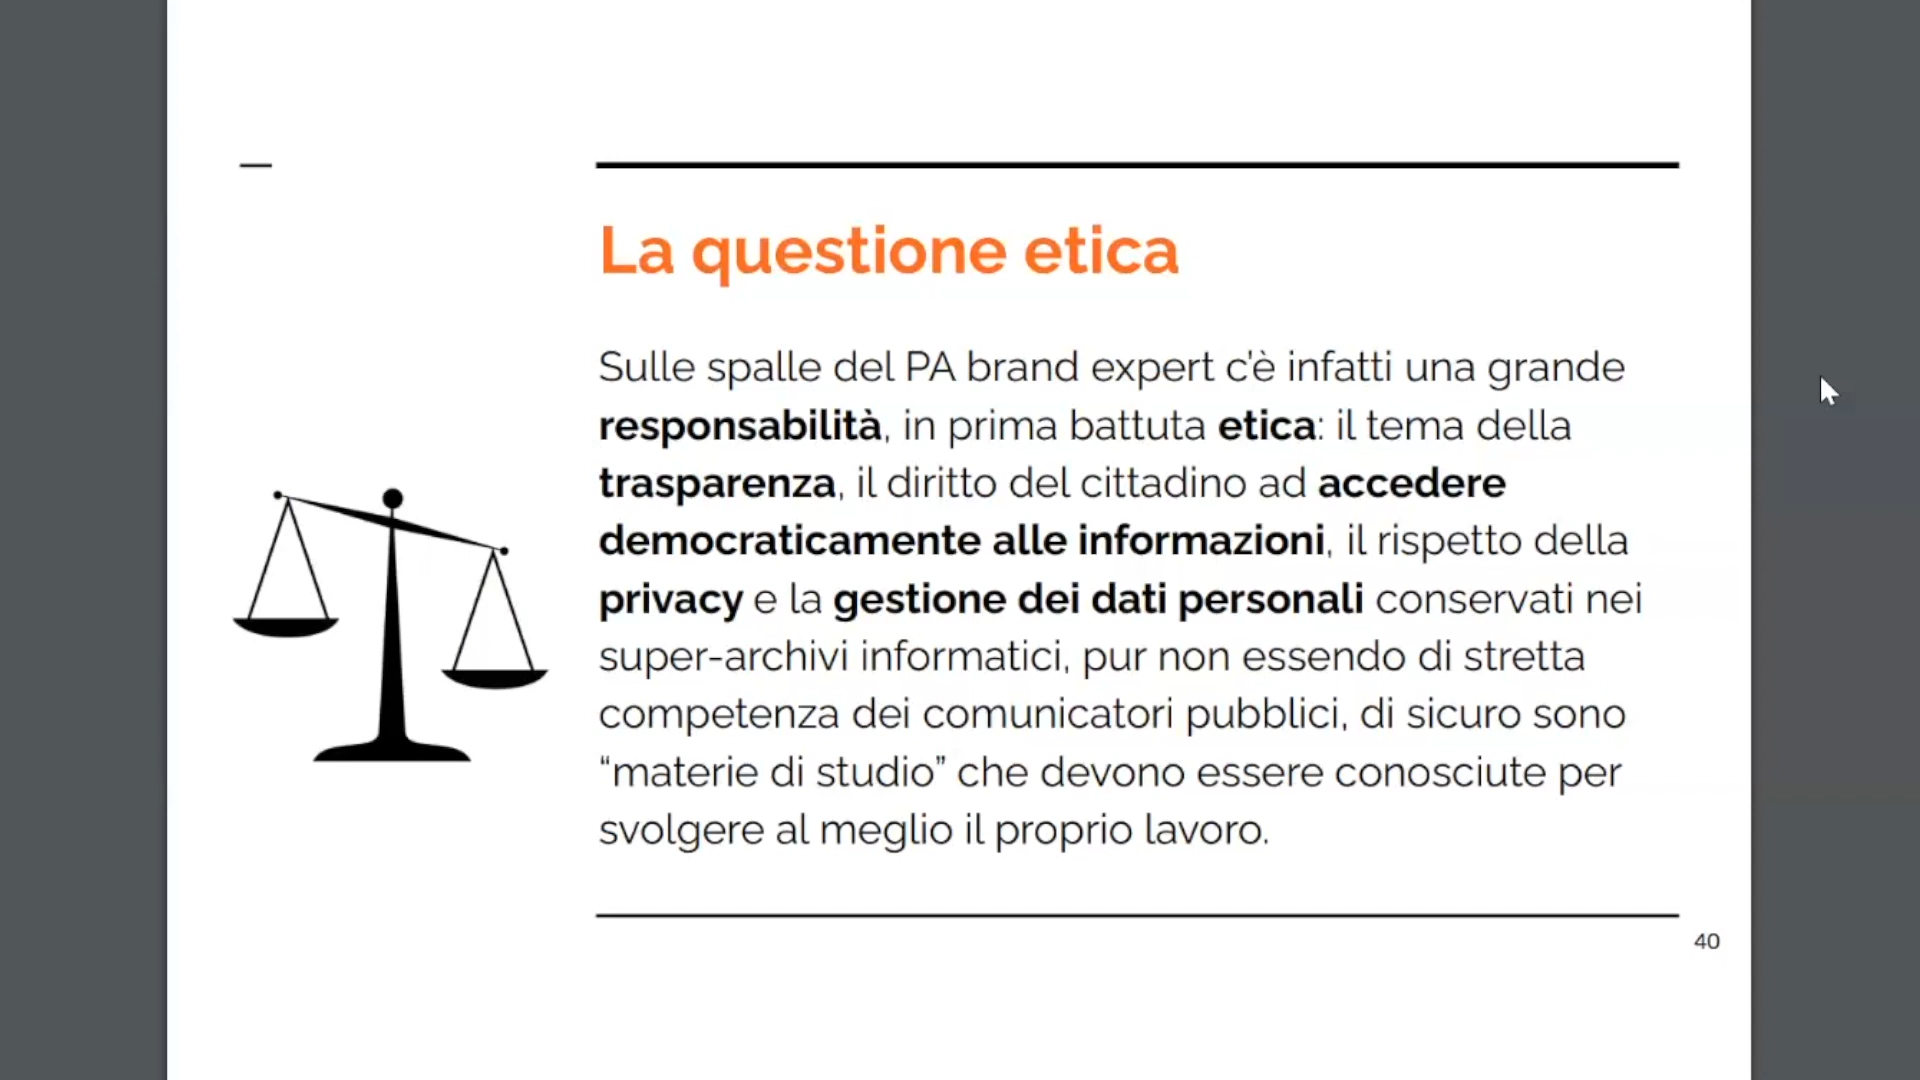 La questione etica
Sulle spalle del PA brand expert c'è infatti una grande
responsabilità, in prima battuta etica: il tema della
trasparenza, il diritto del cittadino ad accedere
democraticamente alle informazioni, il rispetto della
privacy e la gestione dei dati personali conservati nei
super-archivi informatici, pur non essendo di stretta
competenza dei comunicatori pubblici, di sicuro sono
“materie di studio” che devono essere conosciute per
svolgere al meglio il proprio lavoro.
40